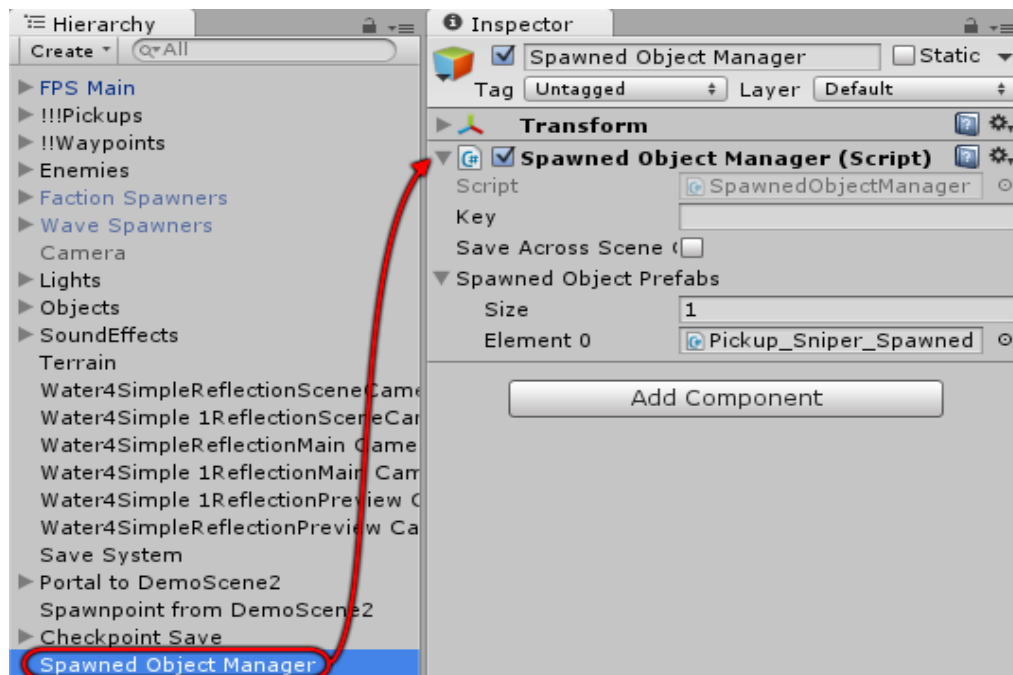 Hierarchy
Create
All
FPS Main
!!!Pickups
!!Waypoints
Enemies
Faction Spawners
Wave Spawners
Camera
Lights
Objects
SoundEffects
Terrain
Water4SimpleReflectionSceneCame
Water4Simple 1ReflectionSceneCar
Water4SimpleReflectionMain Came
Water4Simple 1ReflectionMain Cam
Water4Simple 1ReflectionPreview C
Water4SimpleReflectionPreview Ca
Save System
Portal to DemoScene2
Spawnpoint from DemoScene2
Checkpoint Save
Spawned Object Manager
Inspector
Spawned Object Manager Static
Tag Untagged Layer Default
Transform
Spawned Object Manager (Script)
Script SpawnedObjectManager
Key
Save Across Scene (
Spawned Object Prefabs
Size 1
Element 0 Pickup_Sniper_Spawned
Add Component